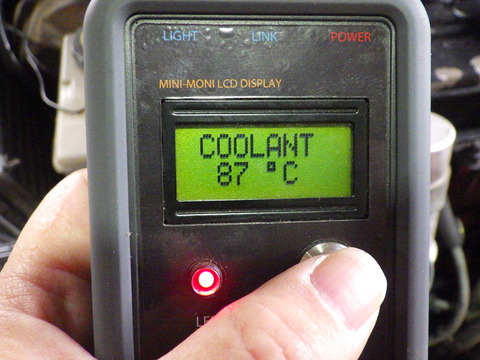 LIGHT LINK POWER
MINI-MONI LCD DISPLAY
COOLANT
87 °C